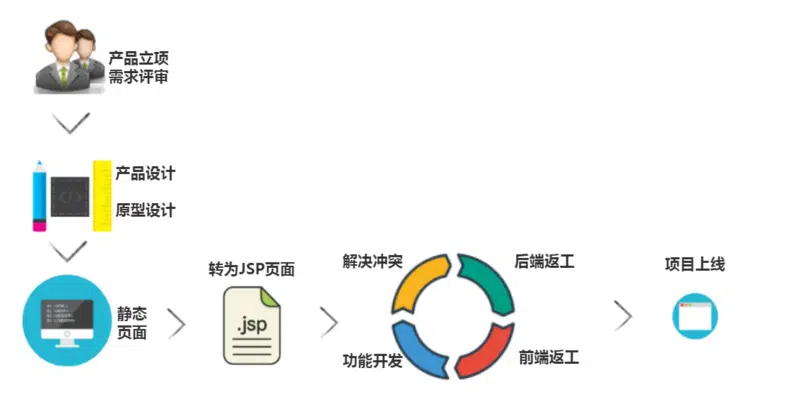 产品立项
需求评审
产品设计
原型设计
静态
页面
转为JSP页面
.jsp
解决冲突
后端返工
功能开发
前端返工
项目上线